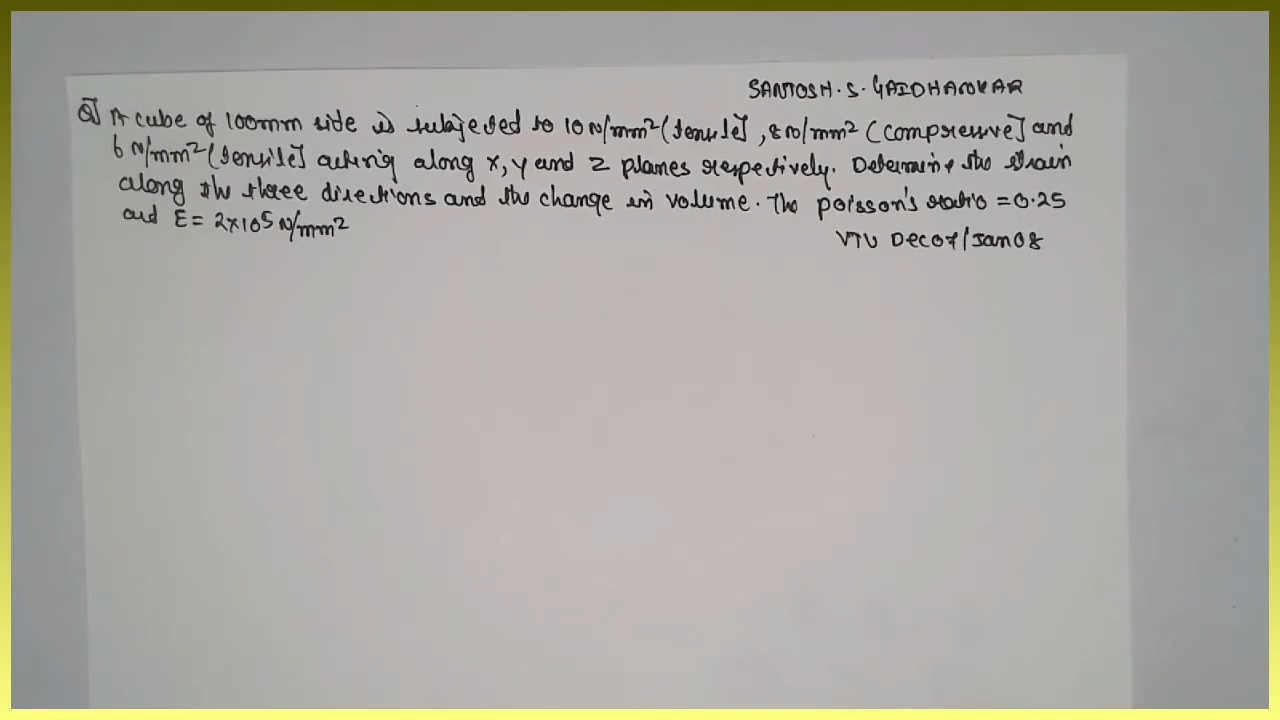 SANTOSH.S.GAIDHANKAR
Q] A cube of 100mm side is subjected to 10 N/mm² (tensile], 8 N/mm² (compressive] and
6 N/mm² (tensile] acting along x, y and z planes respectively. Determine the strain
along the three directions and the change in volume. The poisson's ratio = 0.25
and E = 2x10⁵ N/mm²
VTU Dec07/Jan08